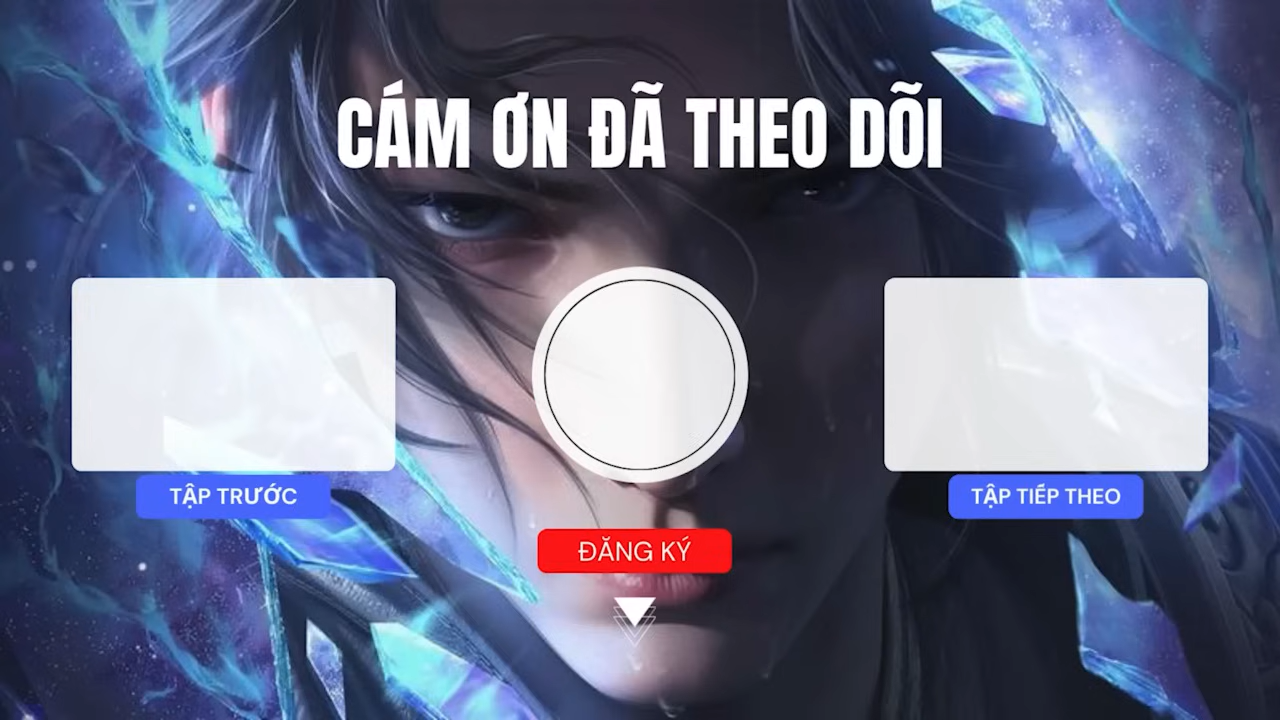 CÁM ƠN ĐÃ THEO DÕI
TẬP TRƯỚC
TẬP TIẾP THEO
ĐĂNG KÝ